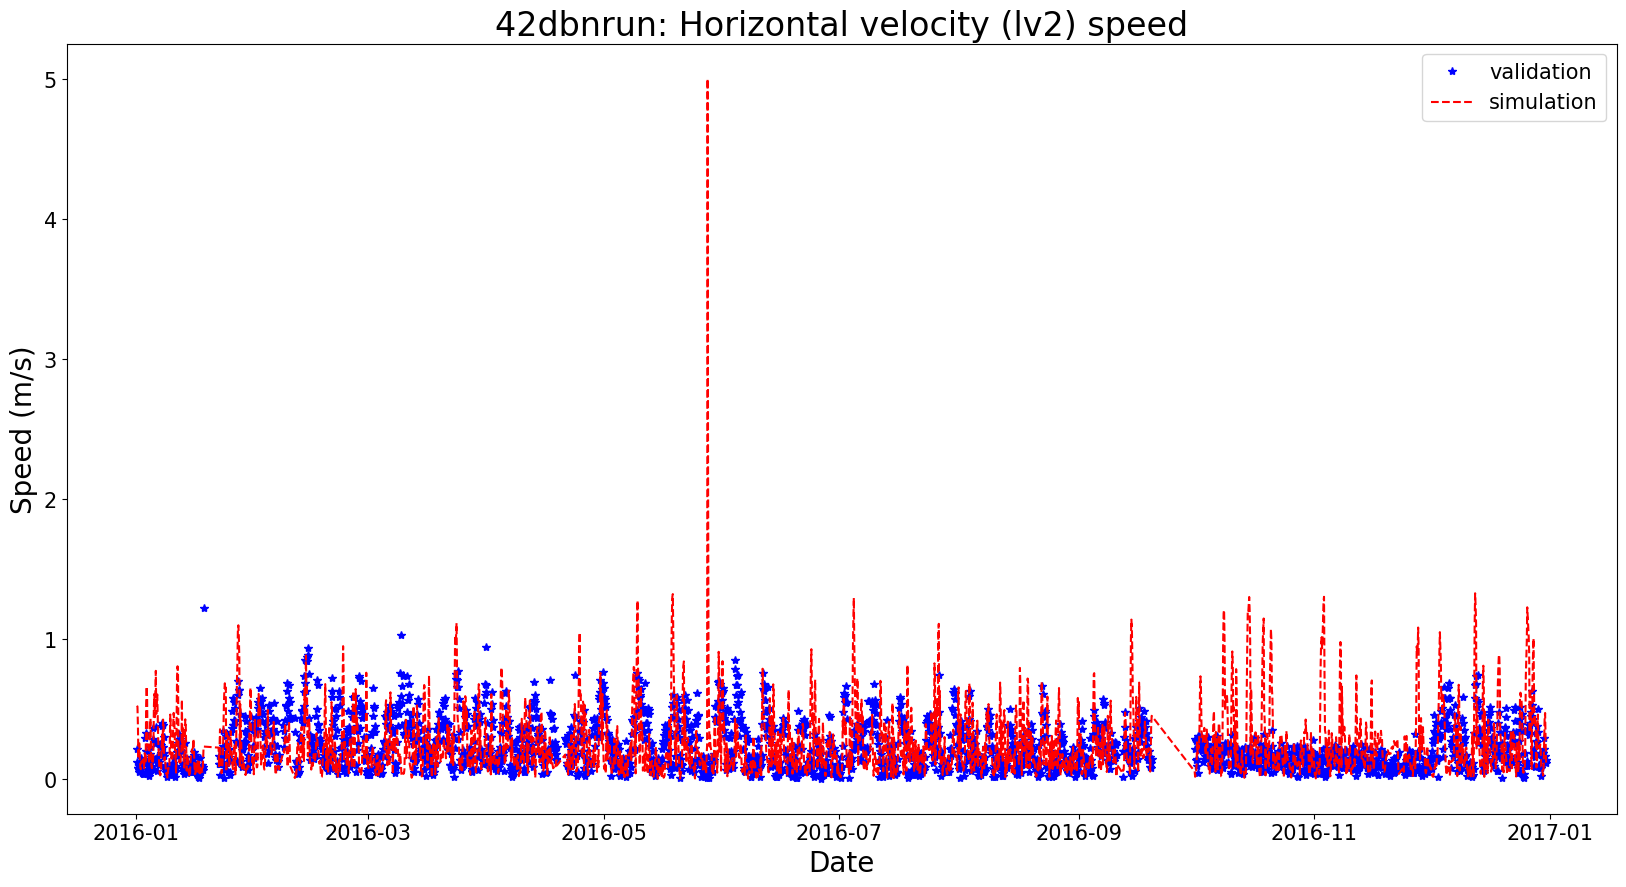 42dbnrun: Horizontal velocity (lv2) speed
validation
simulation
Speed (m/s)
5
4
3
2
1
0
2016-01
2016-03
2016-05
2016-07
2016-09
2016-11
2017-01
Date